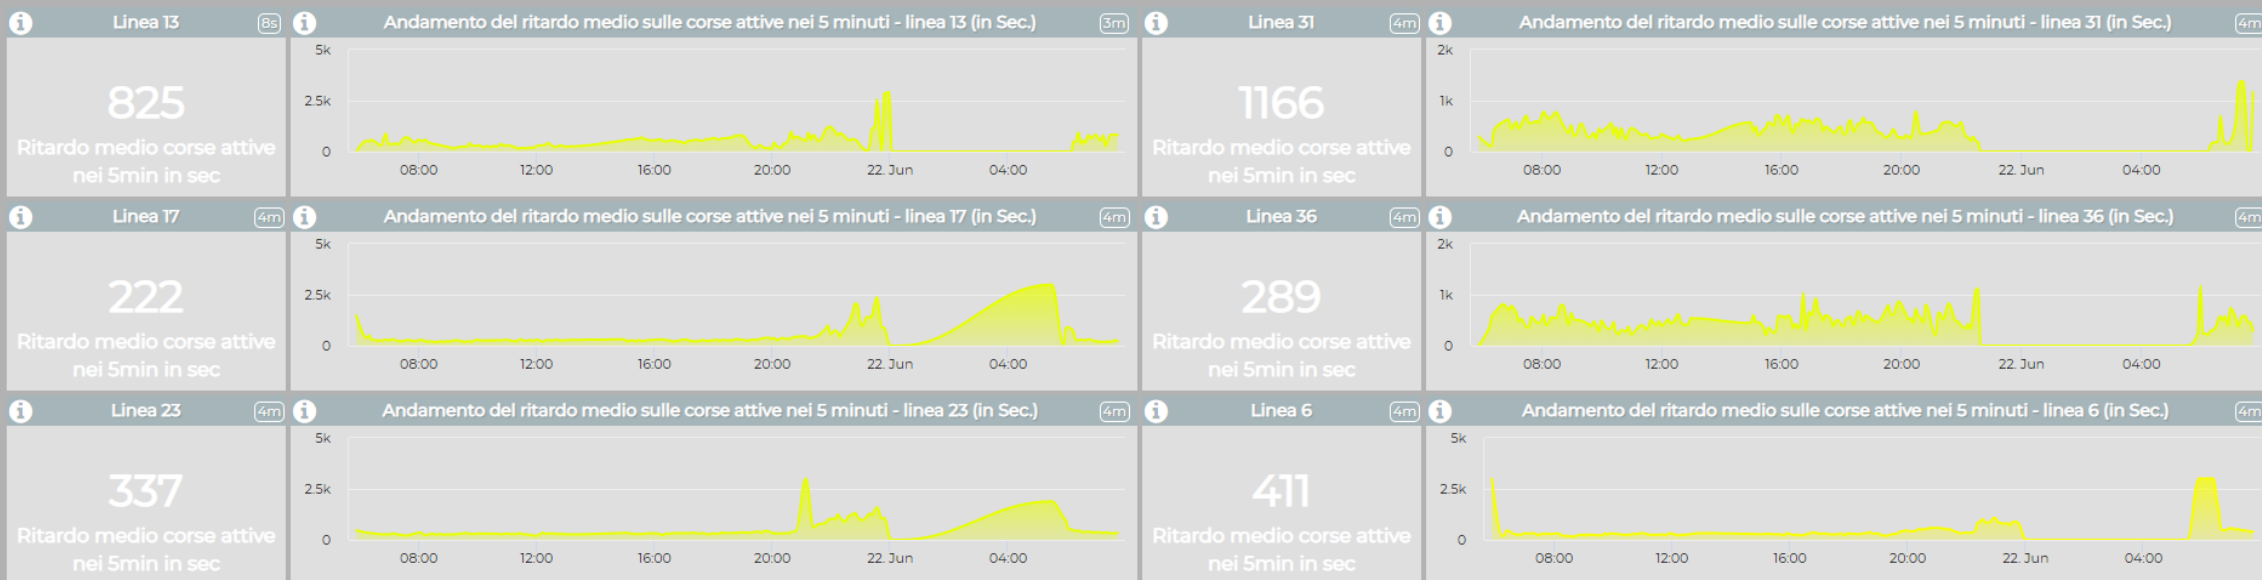 Linea 13 8s Andamento del ritardo medio sulle corse attive nei 5 minuti - linea 13 (in Sec.) 3m Linea 31 4m Andamento del ritardo medio sulle corse attive nei 5 minuti - linea 31 (in Sec.) 4m
825
Ritardo medio corse attive
nei 5min in sec
5k
2.5k
0
08:00 12:00 16:00 20:00 22. Jun 04:00
1166
Ritardo medio corse attive
nei 5min in sec
2k
1k
0
08:00 12:00 16:00 20:00 22. Jun 04:00
Linea 17 4m Andamento del ritardo medio sulle corse attive nei 5 minuti - linea 17 (in Sec.) 4m Linea 36 4m Andamento del ritardo medio sulle corse attive nei 5 minuti - linea 36 (in Sec.) 4m
222
Ritardo medio corse attive
nei 5min in sec
5k
2.5k
0
08:00 12:00 16:00 20:00 22. Jun 04:00
289
Ritardo medio corse attive
nei 5min in sec
2k
1k
0
08:00 12:00 16:00 20:00 22. Jun 04:00
Linea 23 4m Andamento del ritardo medio sulle corse attive nei 5 minuti - linea 23 (in Sec.) 4m Linea 6 4m Andamento del ritardo medio sulle corse attive nei 5 minuti - linea 6 (in Sec.) 4m
337
Ritardo medio corse attive
nei 5min in sec
5k
2.5k
0
08:00 12:00 16:00 20:00 22. Jun 04:00
411
Ritardo medio corse attive
nei 5min in sec
5k
2.5k
0
08:00 12:00 16:00 20:00 22. Jun 04:00